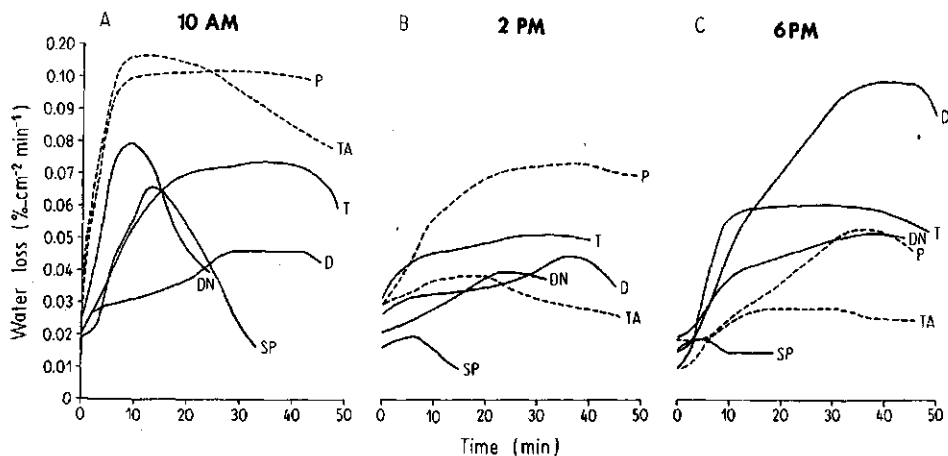 A 10 AM
B 2 PM
C 6PM
Water loss (%-cm⁻² min⁻¹)
0.20
0.10
0.09
0.08
0.07
0.06
0.05
0.04
0.03
0.02
0.01
0
P
TA
T
D
DN
SP
0 10 20 30 40 50
P
T
DN
D
TA
SP
0 10 20 30 40 50
D
T
DN
P
TA
SP
0 10 20 30 40 50
Time (min)